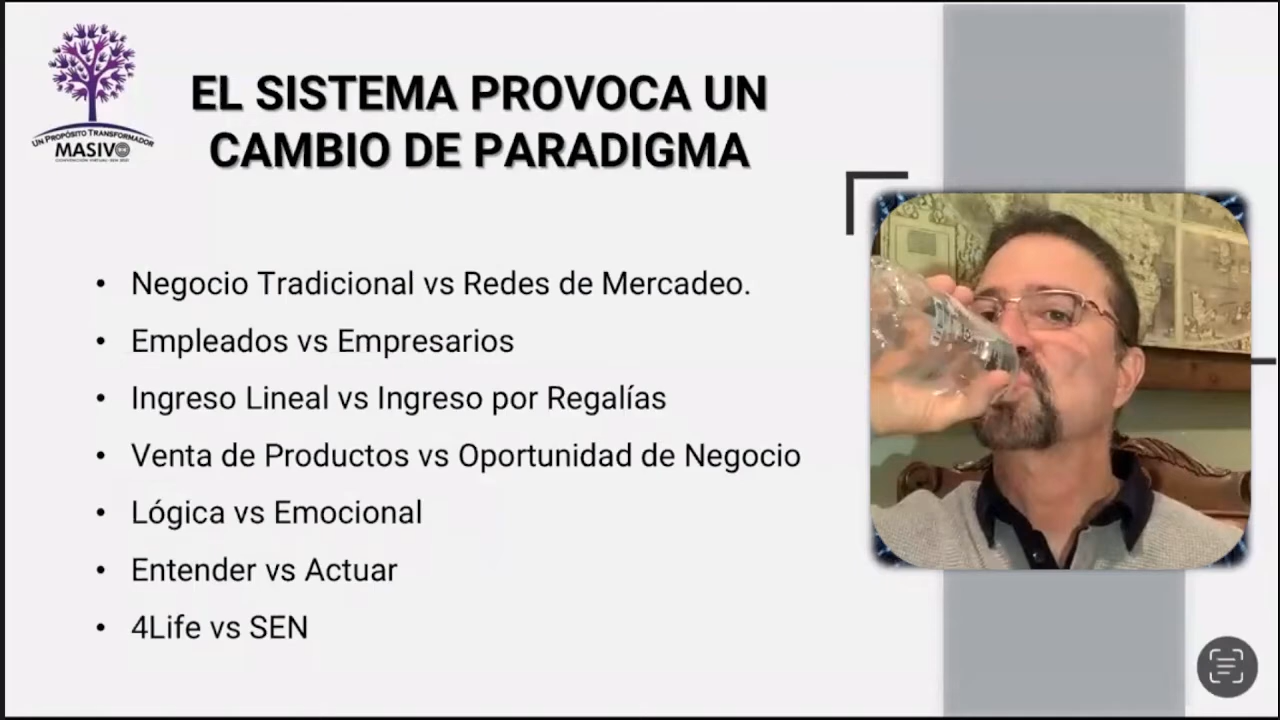 UN PROPÓSITO TRANSFORMADOR
MASIVO
EL SISTEMA PROVOCA UN
CAMBIO DE PARADIGMA
• Negocio Tradicional vs Redes de Mercadeo.
• Empleados vs Empresarios
• Ingreso Lineal vs Ingreso por Regalías
• Venta de Productos vs Oportunidad de Negocio
• Lógica vs Emocional
• Entender vs Actuar
• 4Life vs SEN